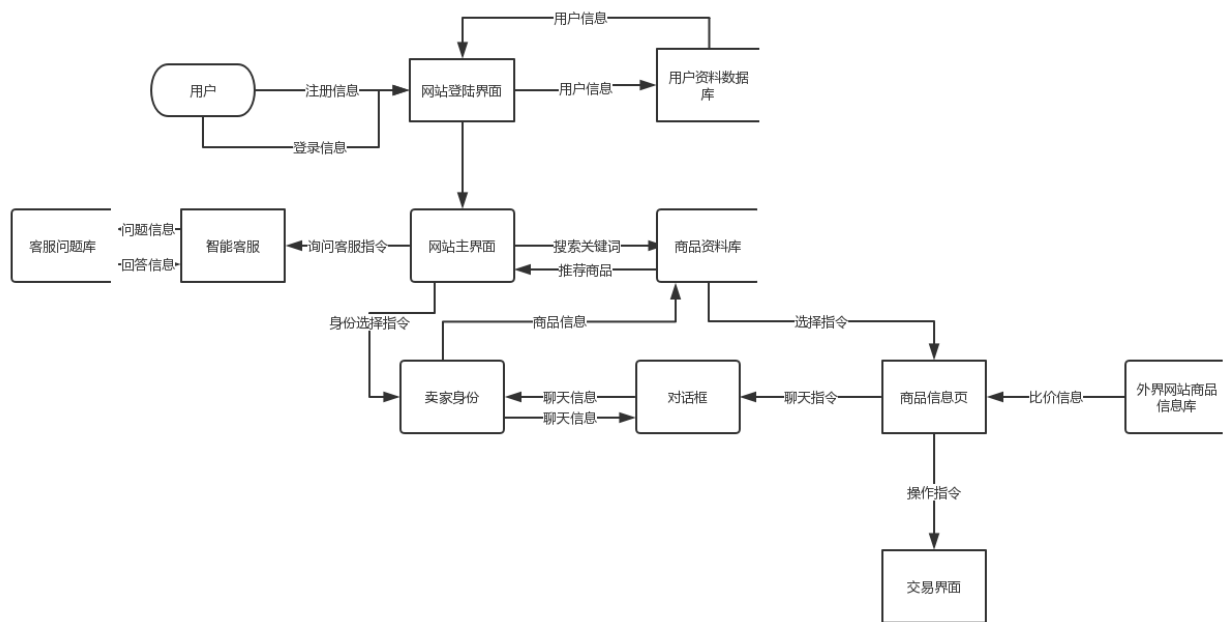 用户信息
用户
注册信息
网站登陆界面
用户信息
用户资料数据
库
登录信息
客服问题库
问题信息
回答信息
智能客服
询问客服指令
网站主界面
搜索关键词
推荐商品
商品资料库
身份选择指令
商品信息
选择指令
卖家身份
聊天信息
聊天信息
对话框
聊天指令
商品信息页
比价信息
外界网站商品
信息库
操作指令
交易界面